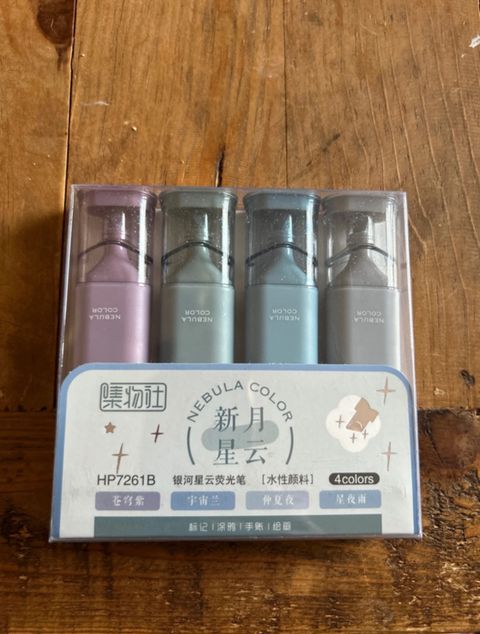 NEBULA
COLOR
NEBULA
COLOR
NEBULA
COLOR
NEBULA
COLOR
集物社
NEBULA COLOR
新月
星云
HP7261B 银河星云荧光笔 [水性颜料] 4colors
苍穹紫 宇宙兰 仲夏夜 星夜雨
标记 | 涂鸦 | 手账 | 绘画